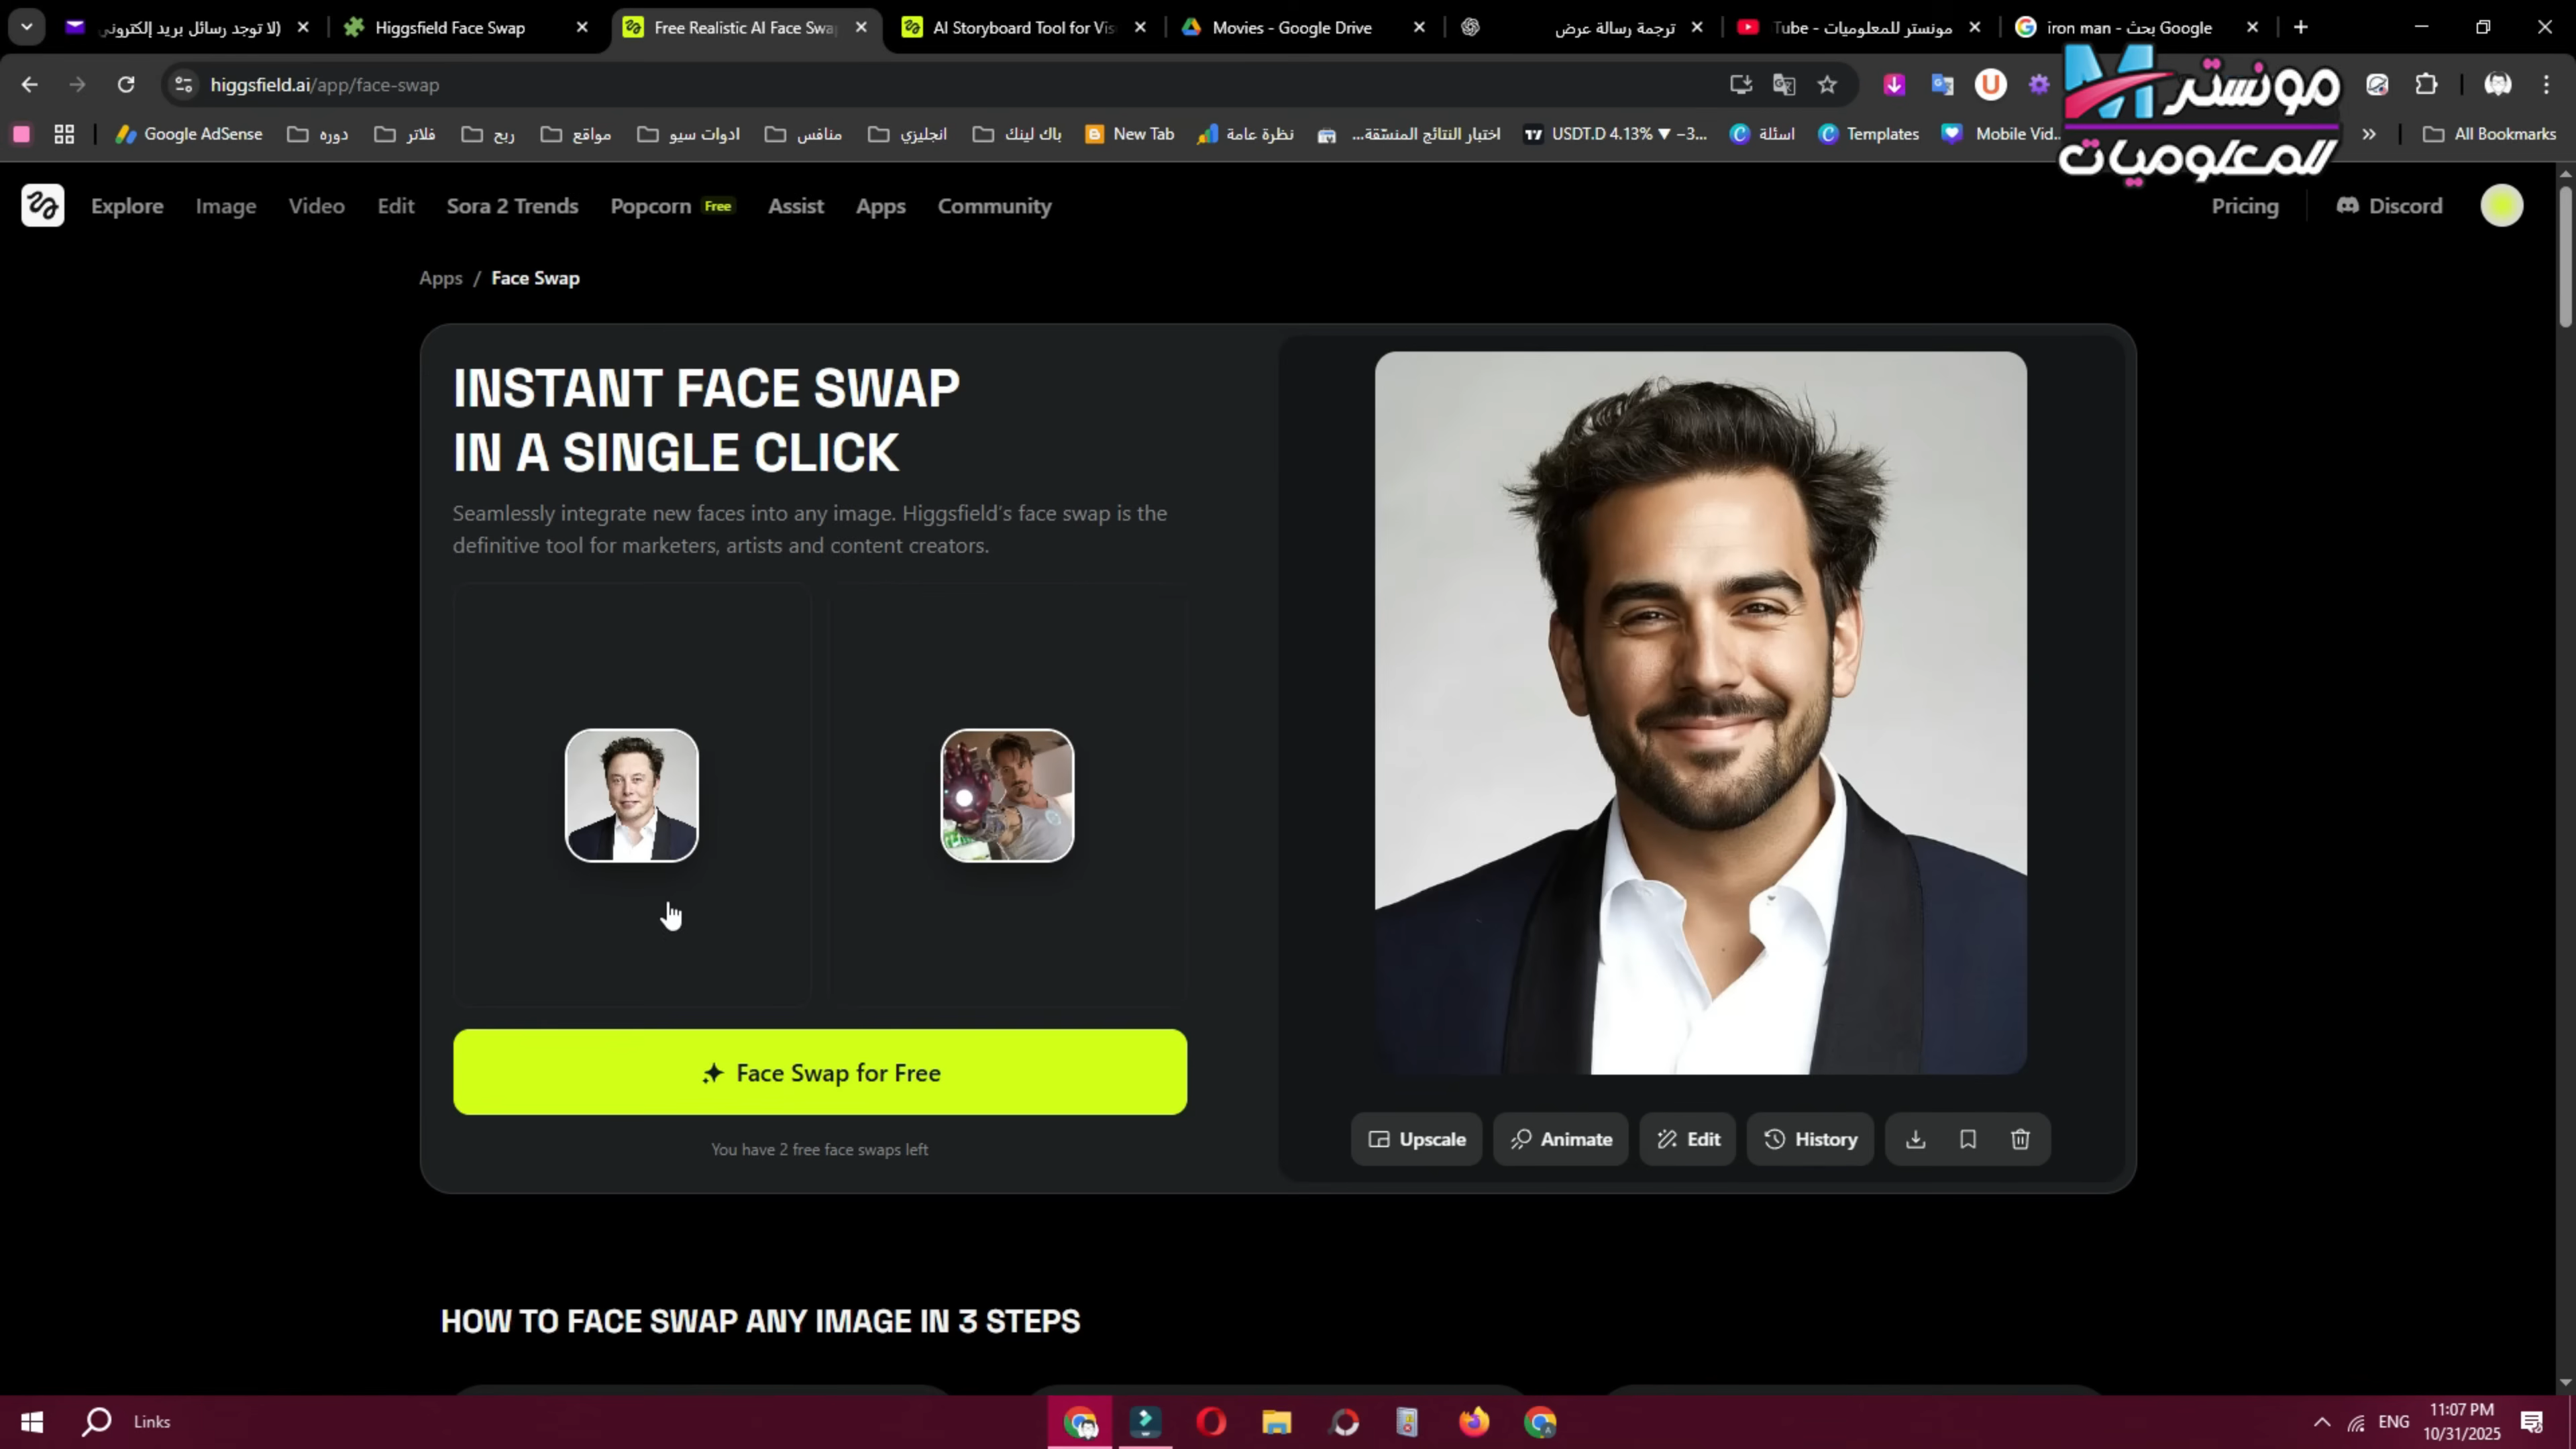 (لا توجد رسائل بريد إلكتروني
Higgsfield Face Swap
Free Realistic AI Face Swa
AI Storyboard Tool for Vis
Movies - Google Drive
ترجمة رسالة عرض
مونستر للمعلوميات - Tube
iron man - بحث Google
higgsfield.ai/app/face-swap
مونستر
للمعلوميات
Google AdSense
دوره
فلاتر
ربح
مواقع
ادوات سيو
منافس
انجليزي
باك لينك
New Tab
نظرة عامة
اختبار النتائج المنسّقة...
USDT.D 4.13% ▼ −3...
اسئلة
Templates
Mobile Vid...
All Bookmarks
Explore Image Video Edit Sora 2 Trends Popcorn Free Assist Apps Community Pricing Discord
Apps / Face Swap
INSTANT FACE SWAP
IN A SINGLE CLICK
Seamlessly integrate new faces into any image. Higgsfield's face swap is the
definitive tool for marketers, artists and content creators.
Face Swap for Free
You have 2 free face swaps left
Upscale Animate Edit History
HOW TO FACE SWAP ANY IMAGE IN 3 STEPS
Links
ENG
11:07 PM
10/31/2025